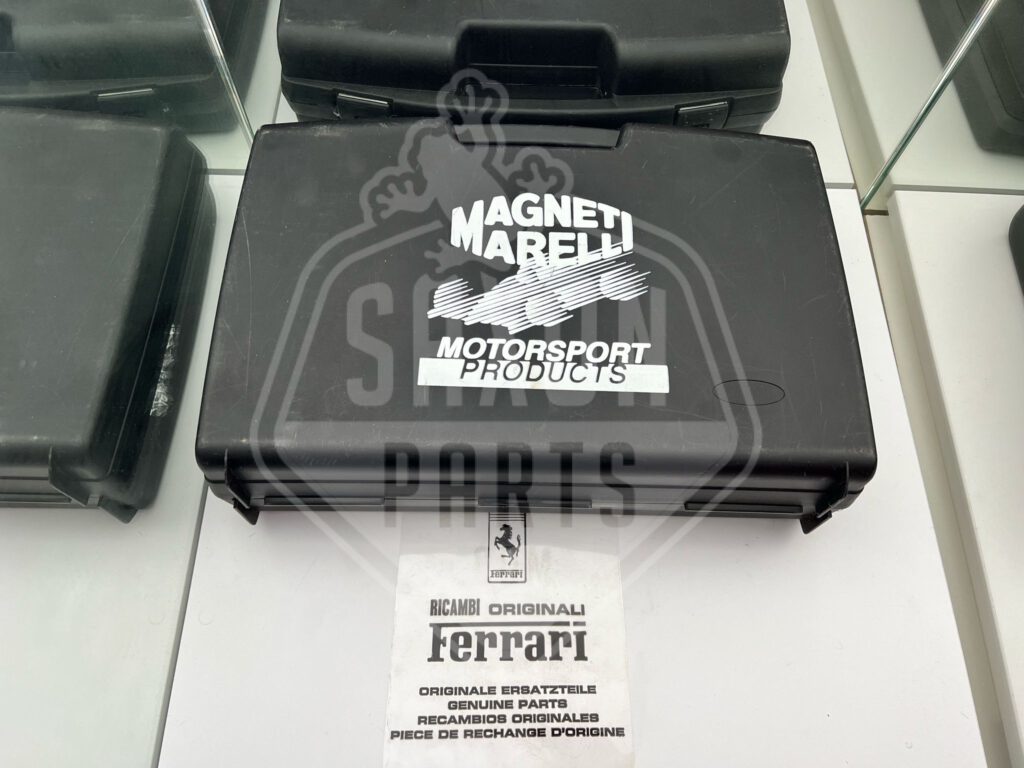 MAGNETI
MARELLI
MOTORSPORT
PRODUCTS
SAXON
PARTS
Ferrari
RICAMBI ORIGINALI
Ferrari
ORIGINALE ERSATZTEILE
GENUINE PARTS
RECAMBIOS ORIGINALES
PIECE DE RECHANGE D'ORIGINE